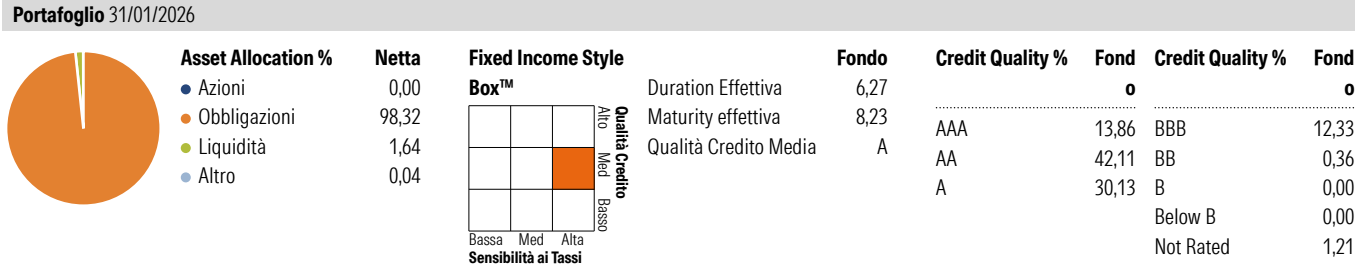 Portafoglio 31/01/2026
Asset Allocation % Netta
Azioni 0,00
Obbligazioni 98,32
Liquidità 1,64
Altro 0,04
Fixed Income Style
Box™
Alto Med Basso
Qualità Credito
Bassa Med Alta
Sensibilità ai Tassi
Fondo
Duration Effettiva 6,27
Maturity effettiva 8,23
Qualità Credito Media A
Credit Quality % Fond
o
AAA 13,86
AA 42,11
A 30,13
Credit Quality % Fond
o
BBB 12,33
BB 0,36
B 0,00
Below B 0,00
Not Rated 1,21